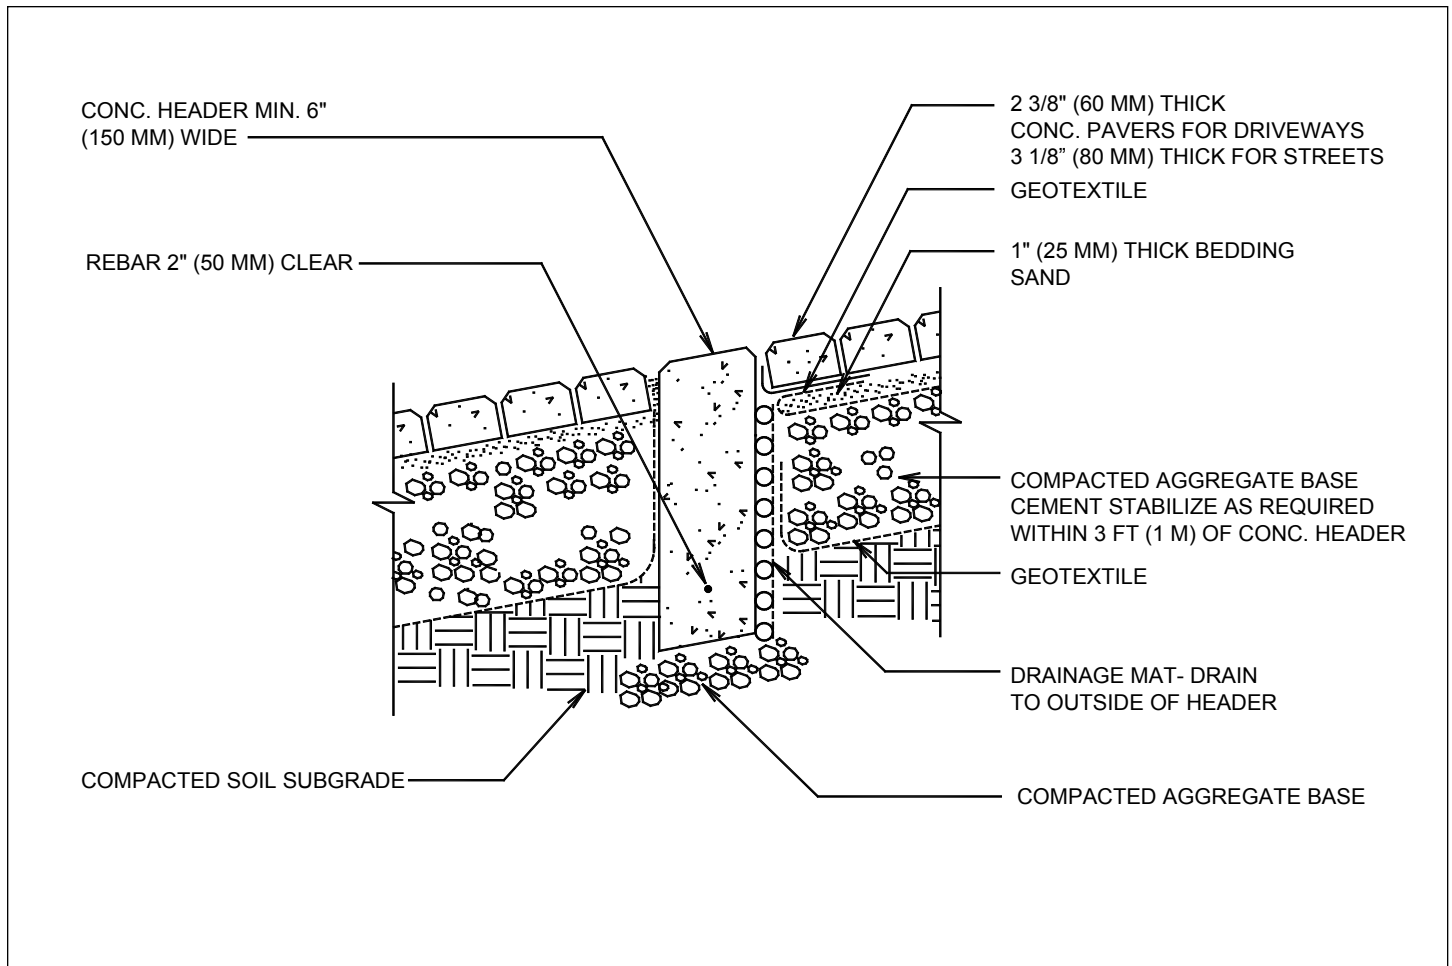 CONC. HEADER MIN. 6"
(150 MM) WIDE
REBAR 2" (50 MM) CLEAR
COMPACTED SOIL SUBGRADE
2 3/8" (60 MM) THICK
CONC. PAVERS FOR DRIVEWAYS
3 1/8” (80 MM) THICK FOR STREETS
GEOTEXTILE
1" (25 MM) THICK BEDDING
SAND
COMPACTED AGGREGATE BASE
CEMENT STABILIZE AS REQUIRED
WITHIN 3 FT (1 M) OF CONC. HEADER
GEOTEXTILE
DRAINAGE MAT- DRAIN
TO OUTSIDE OF HEADER
COMPACTED AGGREGATE BASE